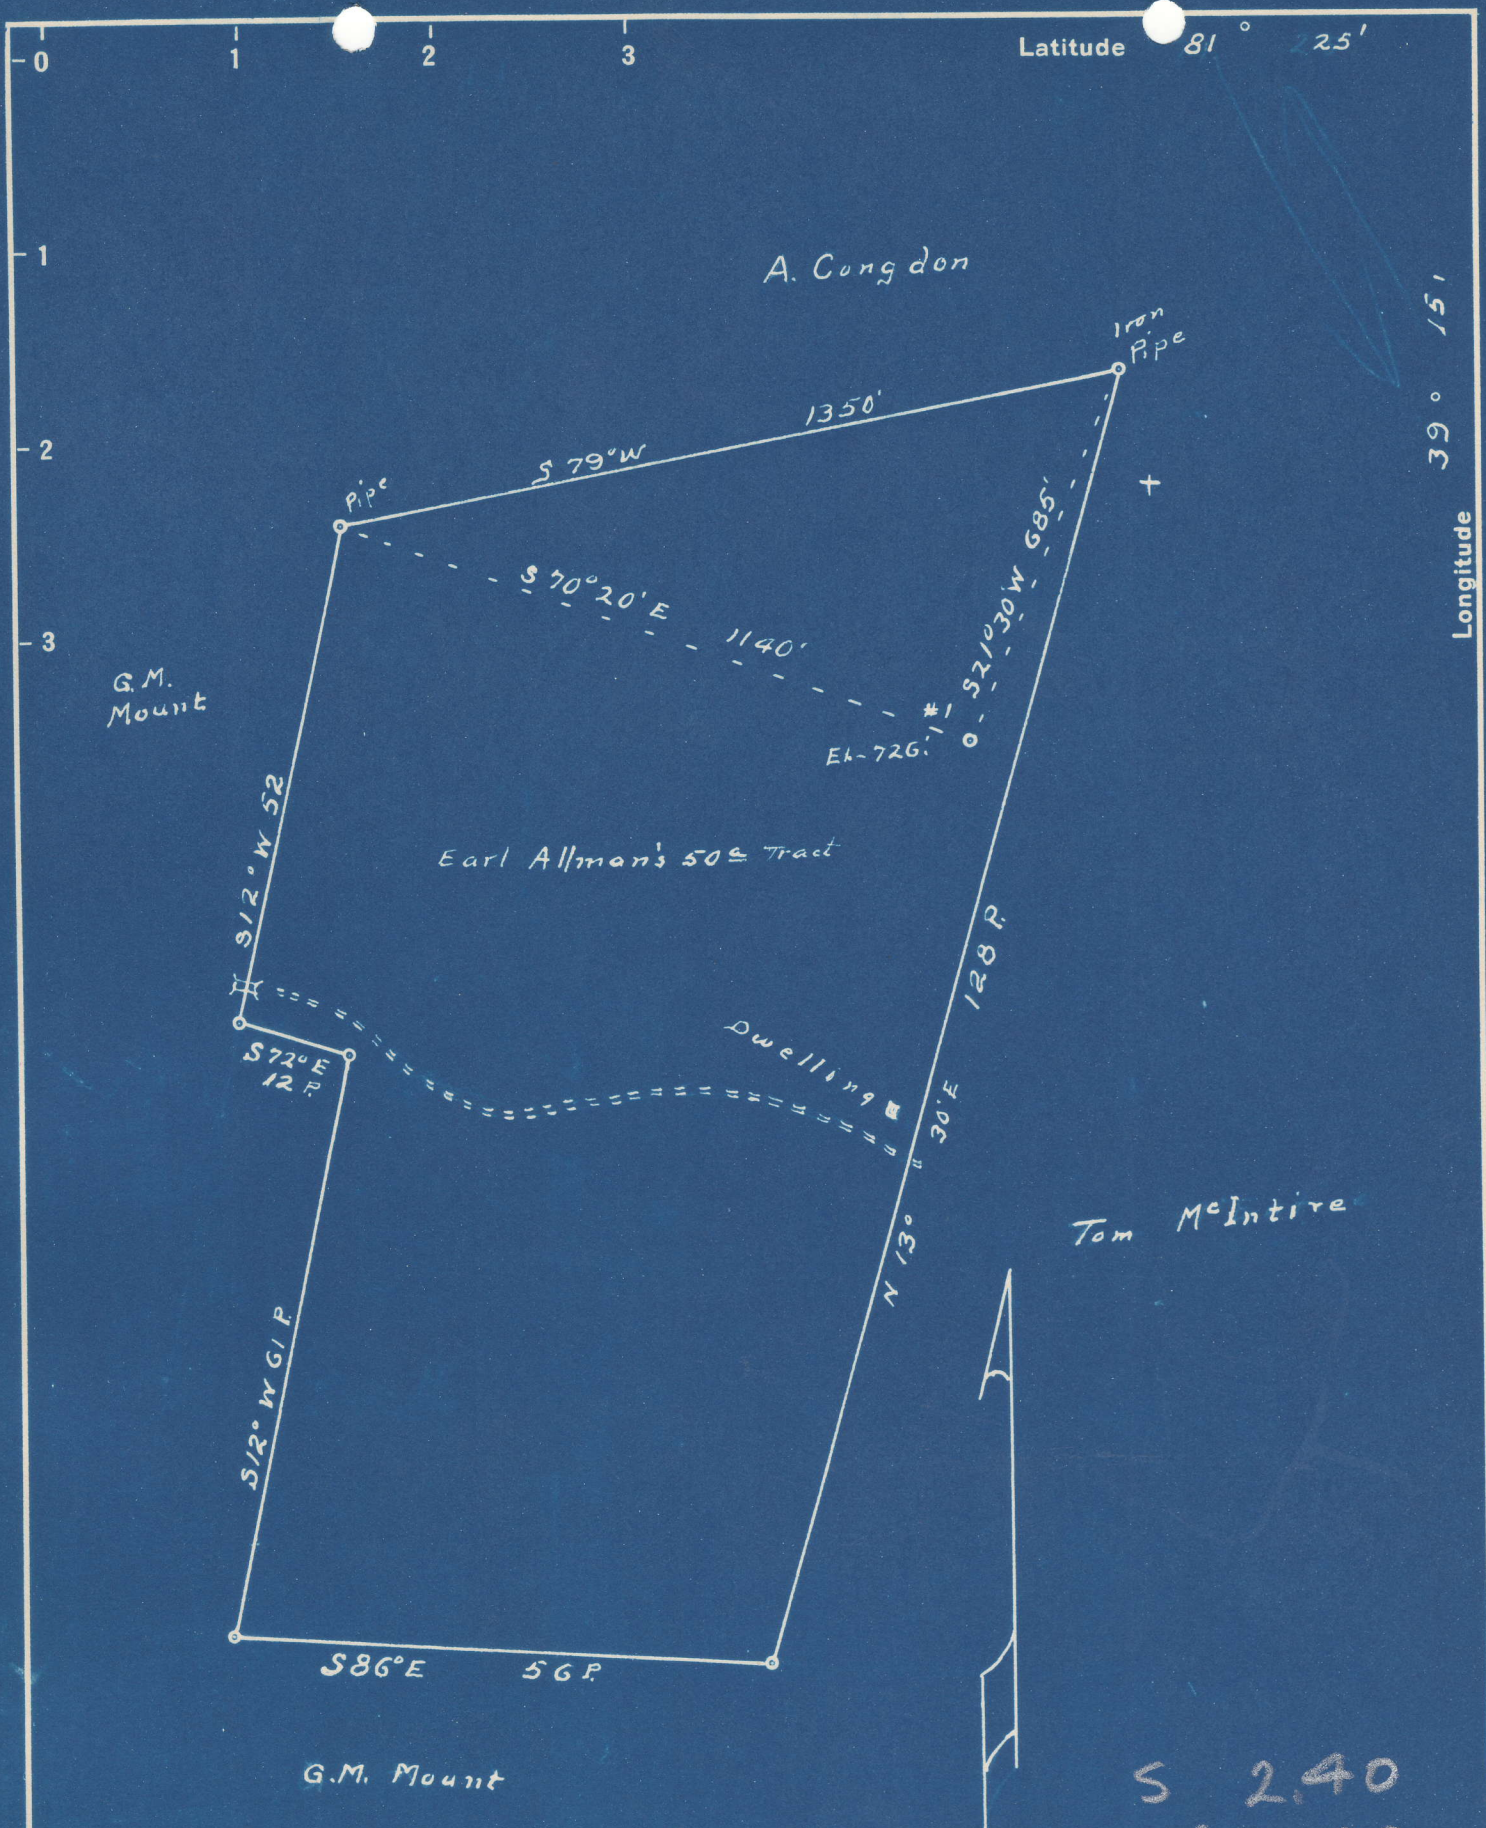 0 1 2 3 Latitude 81° 25'
1
2
3
39° 15'
Longitude
A. Congdon
Iron
Pipe
1350'
S 79° W
Pipe
S 70° 20' E 1140'
S 21° 30' W 685'
#1
El-726'
G.M.
Mount
S 12° W 52
Earl Allman's 50 a Tract
128 P.
S 72° E
12 P.
Dwelling
30' E
N 13°
Tom McIntire
S 12° W 61 P.
S 86° E 56 P.
G.M. Mount
S 2.40